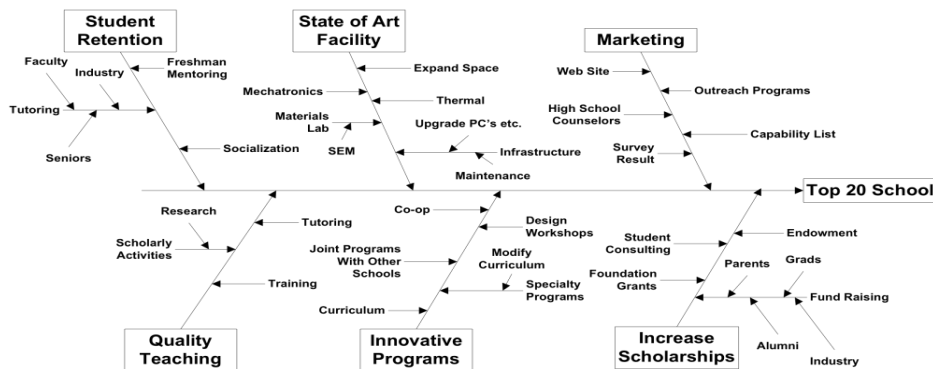 Student
Retention
State of Art
Facility
Marketing
Faculty
Industry
Freshman
Mentoring
Tutoring
Seniors
Socialization
Expand Space
Mechatronics
Thermal
Materials
Lab
SEM
Upgrade PC's etc.
Infrastructure
Maintenance
Web Site
Outreach Programs
High School
Counselors
Capability List
Survey
Result
Top 20 School
Research
Tutoring
Scholarly
Activities
Training
Quality
Teaching
Co-op
Design
Workshops
Joint Programs
With Other
Schools
Modify
Curriculum
Specialty
Programs
Curriculum
Innovative
Programs
Endowment
Student
Consulting
Foundation
Grants
Parents
Grads
Fund Raising
Alumni
Industry
Increase
Scholarships